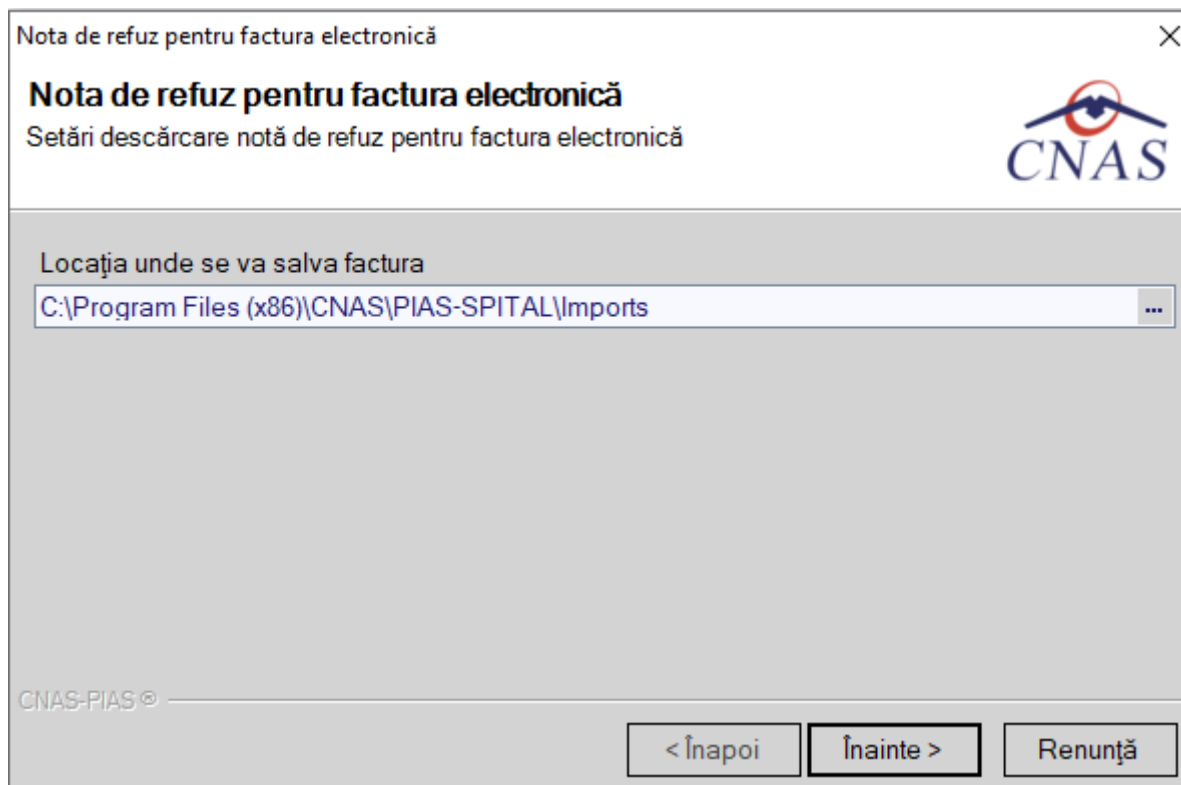 Nota de refuz pentru factura electronică
Nota de refuz pentru factura electronică
Setări descărcare notă de refuz pentru factura electronică
CNAS
Locaţia unde se va salva factura
C:\Program Files (x86)\CNAS\PIAS-SPITAL\Imports
...
CNAS-PIAS ®
< Înapoi
Înainte >
Renunţă